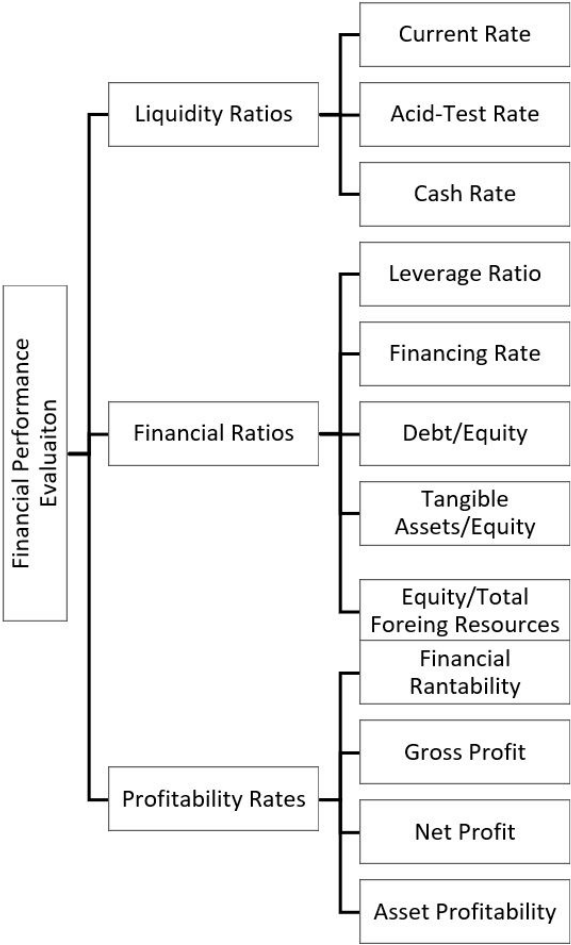 Financial Performance
Evaluaiton
Liquidity Ratios
Current Rate
Acid-Test Rate
Cash Rate
Financial Ratios
Leverage Ratio
Financing Rate
Debt/Equity
Tangible
Assets/Equity
Equity/Total
Foreing Resources
Profitability Rates
Financial
Rantability
Gross Profit
Net Profit
Asset Profitability